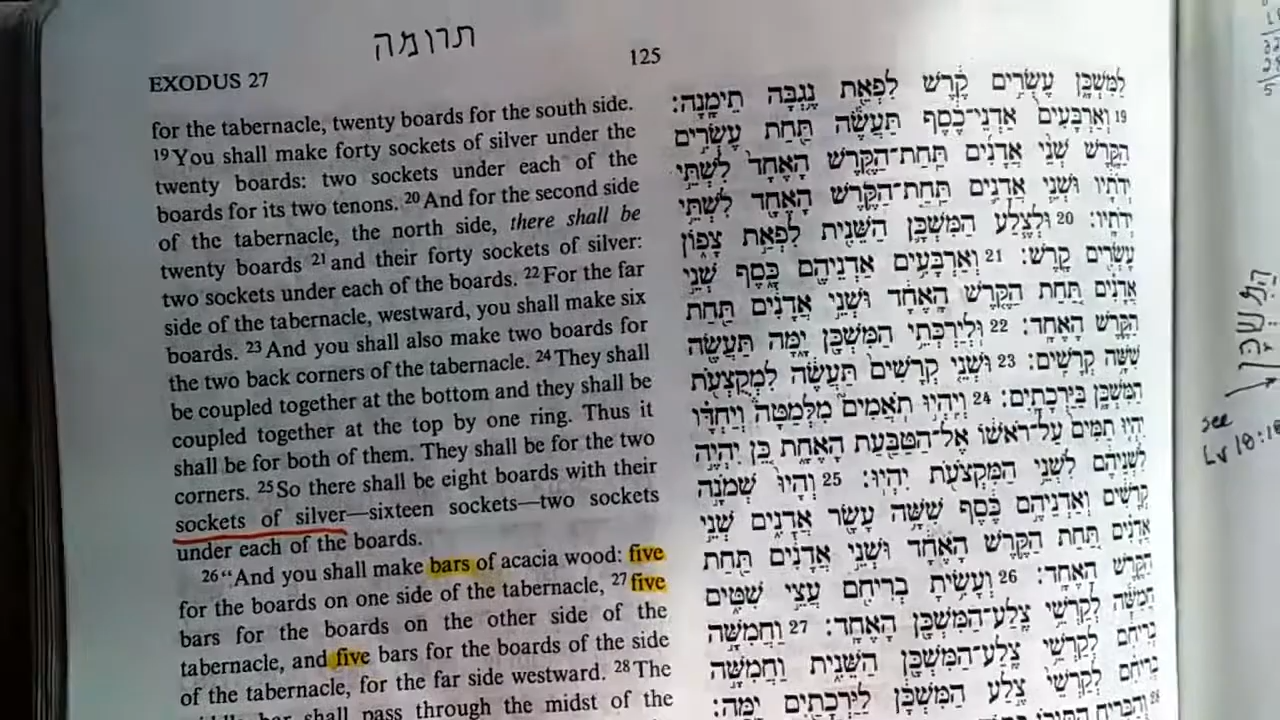 תרומה
EXODUS 27
125
for the tabernacle, twenty boards for the south side.
19 You shall make forty sockets of silver under the
twenty boards: two sockets under each of the
boards for its two tenons. 20 And for the second side
of the tabernacle, the north side, there shall be
twenty boards 21 and their forty sockets of silver:
two sockets under each of the boards. 22 For the far
side of the tabernacle, westward, you shall make six
boards. 23 And you shall also make two boards for
the two back corners of the tabernacle. 24 They shall
be coupled together at the bottom and they shall be
coupled together at the top by one ring. Thus it
shall be for both of them. They shall be for the two
corners. 25 So there shall be eight boards with their
sockets of silver—sixteen sockets—two sockets
under each of the boards.
26 “And you shall make bars of acacia wood: five
for the boards on one side of the tabernacle, 27 five
bars for the boards on the other side of the
tabernacle, and five bars for the boards of the side
of the tabernacle, for the far side westward. 28 The
bar shall pass through the midst of the
לַמִּשְׁכָּן עֶשְׂרִים קֶרֶשׁ לִפְאַת נֶגְבָּה תֵימָנָה׃
19 וְאַרְבָּעִים אַדְנֵי־כֶסֶף תַּעֲשֶׂה תַּחַת עֶשְׂרִים
הַקָּרֶשׁ שְׁנֵי אֲדָנִים תַּחַת־הַקֶּרֶשׁ הָאֶחָד לִשְׁתֵּי
יְדֹתָיו וּשְׁנֵי אֲדָנִים תַּחַת־הַקֶּרֶשׁ הָאֶחָד לִשְׁתֵּי
יְדֹתָיו׃ 20 וּלְצֶלַע הַמִּשְׁכָּן הַשֵּׁנִית לִפְאַת צָפוֹן
עֶשְׂרִים קָרֶשׁ׃ 21 וְאַרְבָּעִים אַדְנֵיהֶם כָּסֶף שְׁנֵי
אֲדָנִים תַּחַת הַקֶּרֶשׁ הָאֶחָד וּשְׁנֵי אֲדָנִים תַּחַת
הַקֶּרֶשׁ הָאֶחָד׃ 22 וּלְיַרְכְּתֵי הַמִּשְׁכָּן יָמָּה תַּעֲשֶׂה
שִׁשָּׁה קְרָשִׁים׃ 23 וּשְׁנֵי קְרָשִׁים תַּעֲשֶׂה לִמְקֻצְעֹת
הַמִּשְׁכָּן בַּיַּרְכָתָיִם׃ 24 וְיִהְיוּ תֹאֲמִים מִלְּמַטָּה וְיַחְדָּו
יִהְיוּ תַמִּים עַל־רֹאשׁוֹ אֶל־הַטַּבַּעַת הָאֶחָת כֵּן יִהְיֶה
לִשְׁנֵיהֶם לִשְׁנֵי הַמִּקְצֹעֹת יִהְיוּ׃ 25 וְהָיוּ שְׁמֹנָה
קְרָשִׁים וְאַדְנֵיהֶם כֶּסֶף שִׁשָּׁה עָשָׂר אֲדָנִים שְׁנֵי
אֲדָנִים תַּחַת הַקֶּרֶשׁ הָאֶחָד וּשְׁנֵי אֲדָנִים תַּחַת
הַקֶּרֶשׁ הָאֶחָד׃ 26 וְעָשִׂיתָ בְרִיחִם עֲצֵי שִׁטִּים
חֲמִשָּׁה לְקַרְשֵׁי צֶלַע־הַמִּשְׁכָּן הָאֶחָד׃ 27 וַחֲמִשָּׁה
בְרִיחִם לְקַרְשֵׁי צֶלַע־הַמִּשְׁכָּן הַשֵּׁנִית וַחֲמִשָּׁה
בְרִיחִם לְקַרְשֵׁי צֶלַע הַמִּשְׁכָּן לַיַּרְכָתַיִם יָמָּה׃
see